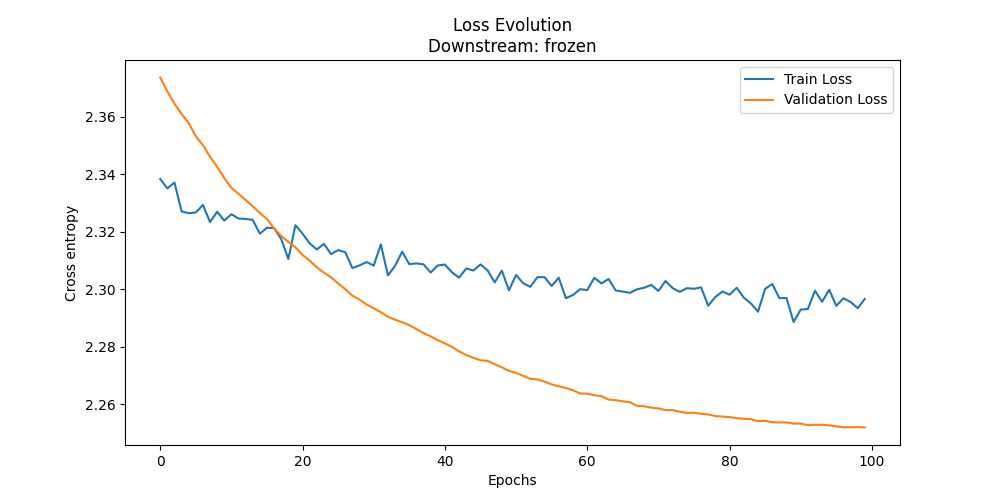 Loss Evolution
Downstream: frozen
Train Loss
Validation Loss
Cross entropy
2.36
2.34
2.32
2.30
2.28
2.26
0 20 40 60 80 100
Epochs